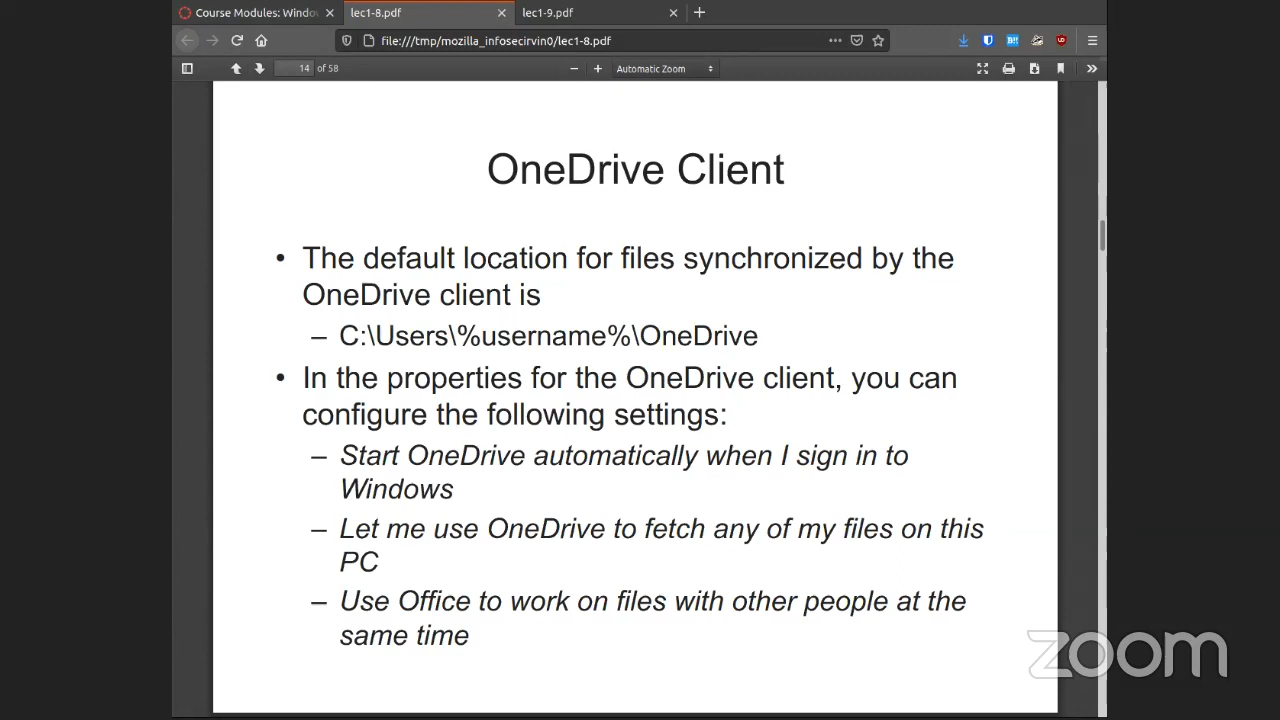 Course Modules: Windo
lec1-8.pdf
lec1-9.pdf
file:///tmp/mozilla_infosecirvin0/lec1-8.pdf
14 of 58
Automatic Zoom
OneDrive Client
• The default location for files synchronized by the
OneDrive client is
– C:\Users\%username%\OneDrive
• In the properties for the OneDrive client, you can
configure the following settings:
– Start OneDrive automatically when I sign in to
Windows
– Let me use OneDrive to fetch any of my files on this
PC
– Use Office to work on files with other people at the
same time
zoom